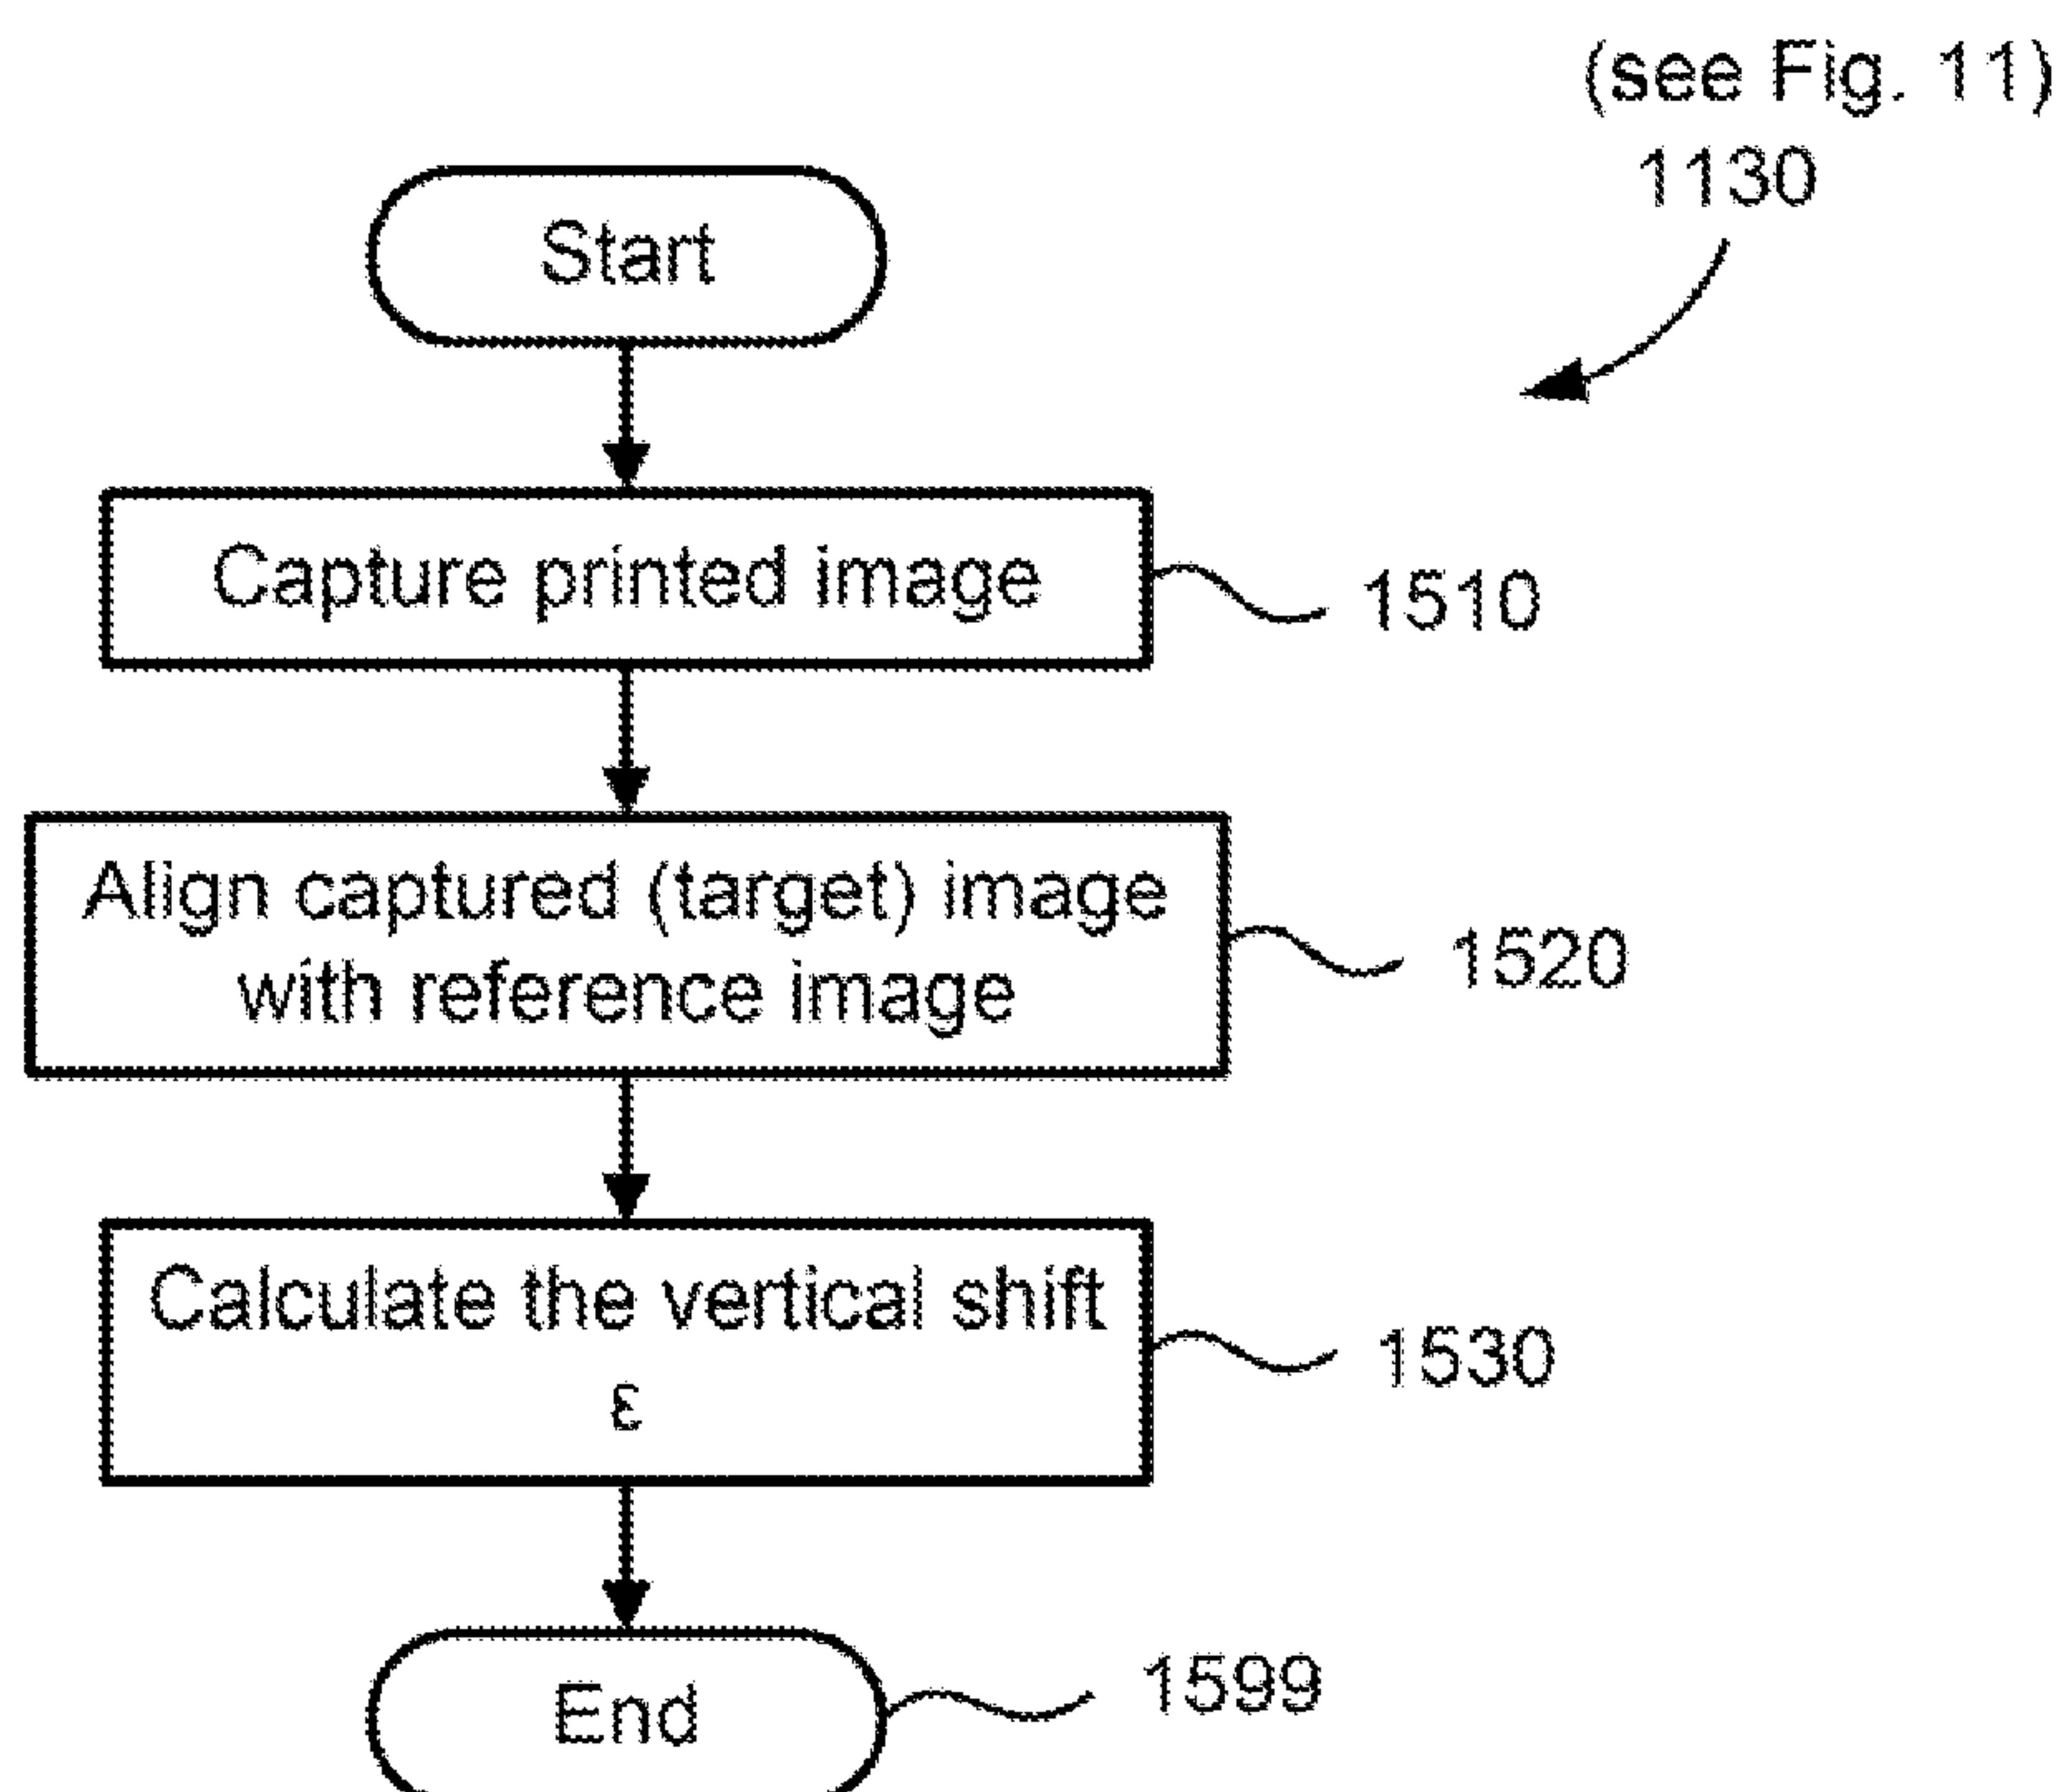 (see Fig. 11)
1130
Start
Capture printed image
1510
Align captured (target) image
with reference image
1520
Calculate the vertical shift
ε
1530
End
1599